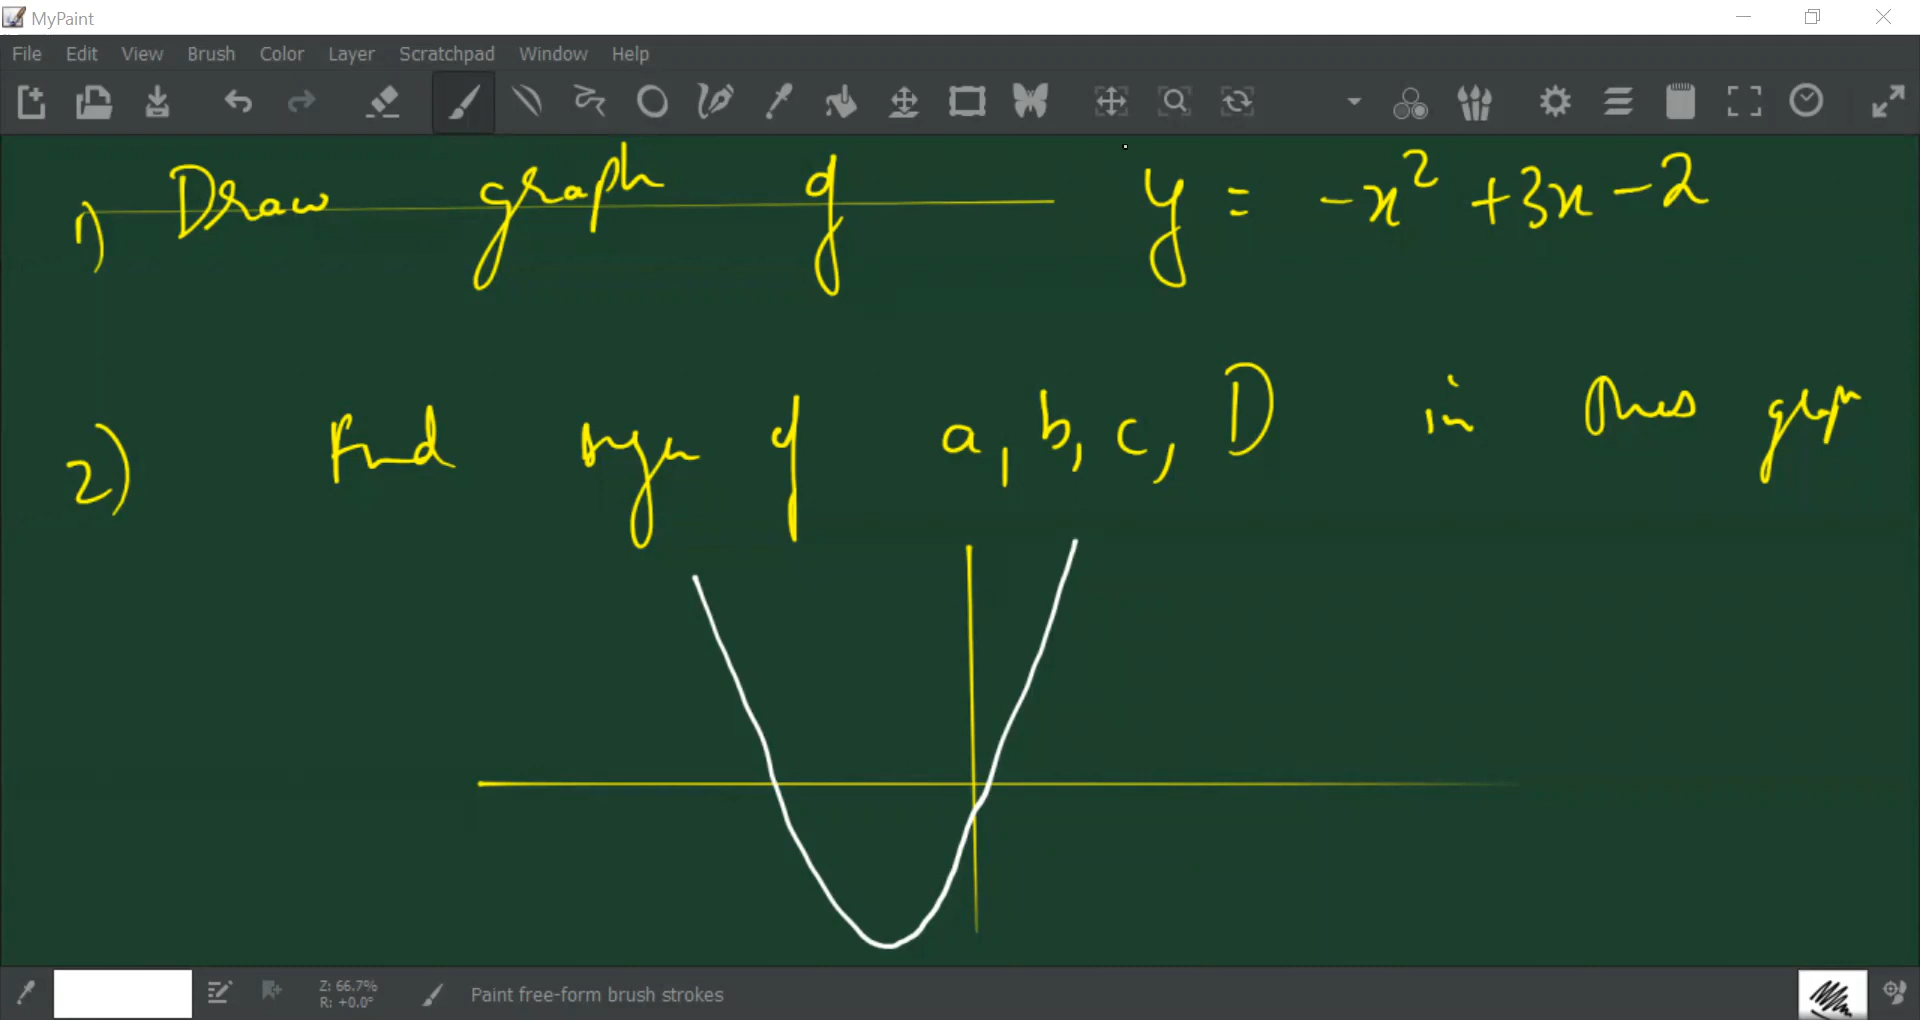 MyPaint
File Edit View Brush Color Layer Scratchpad Window Help
1) Draw graph of y = -x² +3x -2
2) Find sign of a, b, c, D in this graph
Z: 66.7%
R: +0.0°
Paint free-form brush strokes